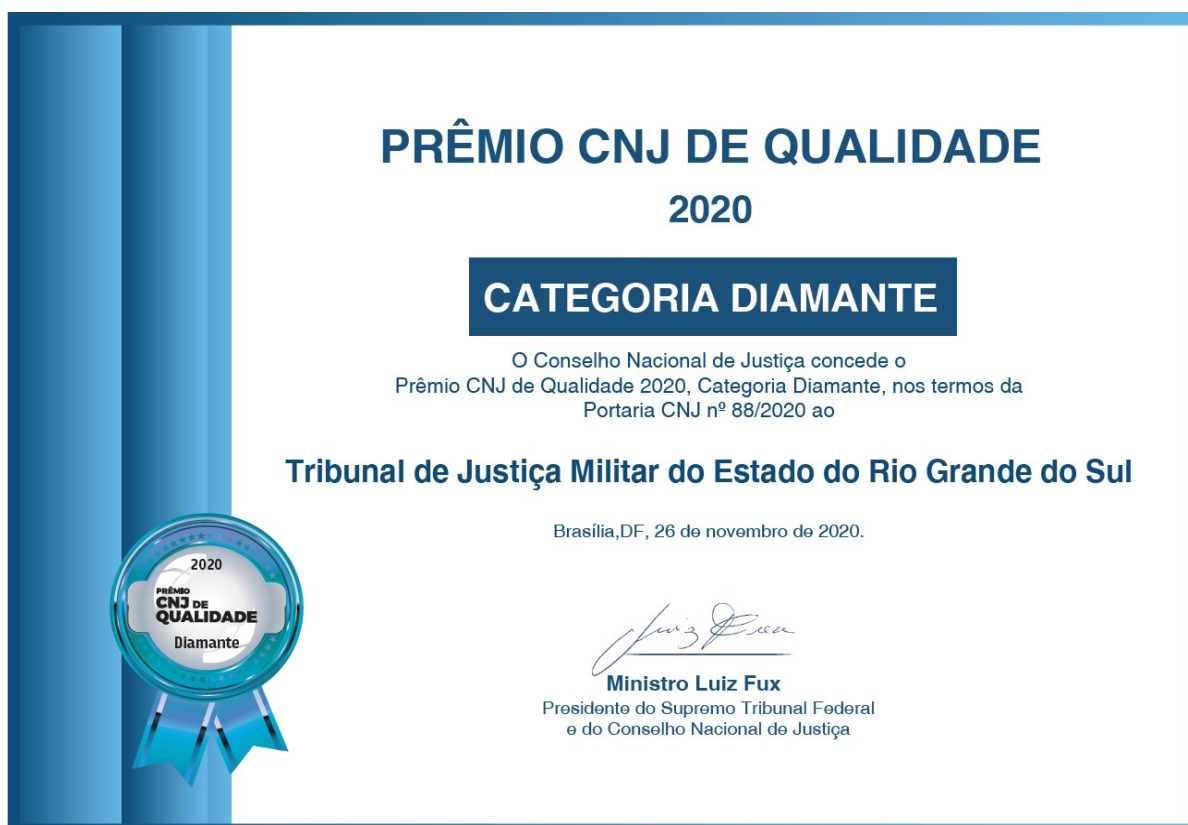 PRÊMIO CNJ DE QUALIDADE
2020
CATEGORIA DIAMANTE
O Conselho Nacional de Justiça concede o
Prêmio CNJ de Qualidade 2020, Categoria Diamante, nos termos da
Portaria CNJ nº 88/2020 ao
Tribunal de Justiça Militar do Estado do Rio Grande do Sul
Brasília,DF, 26 de novembro de 2020.
2020
PRÊMIO
CNJ DE
QUALIDADE
Diamante
Luiz Fux
Ministro Luiz Fux
Presidente do Supremo Tribunal Federal
e do Conselho Nacional de Justiça